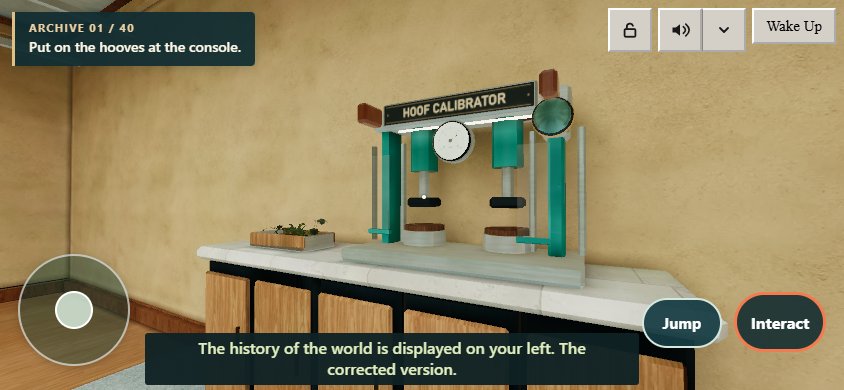 ARCHIVE 01 / 40
Put on the hooves at the console.
Wake Up
HOOF CALIBRATOR
Jump
Interact
The history of the world is displayed on your left. The
corrected version.